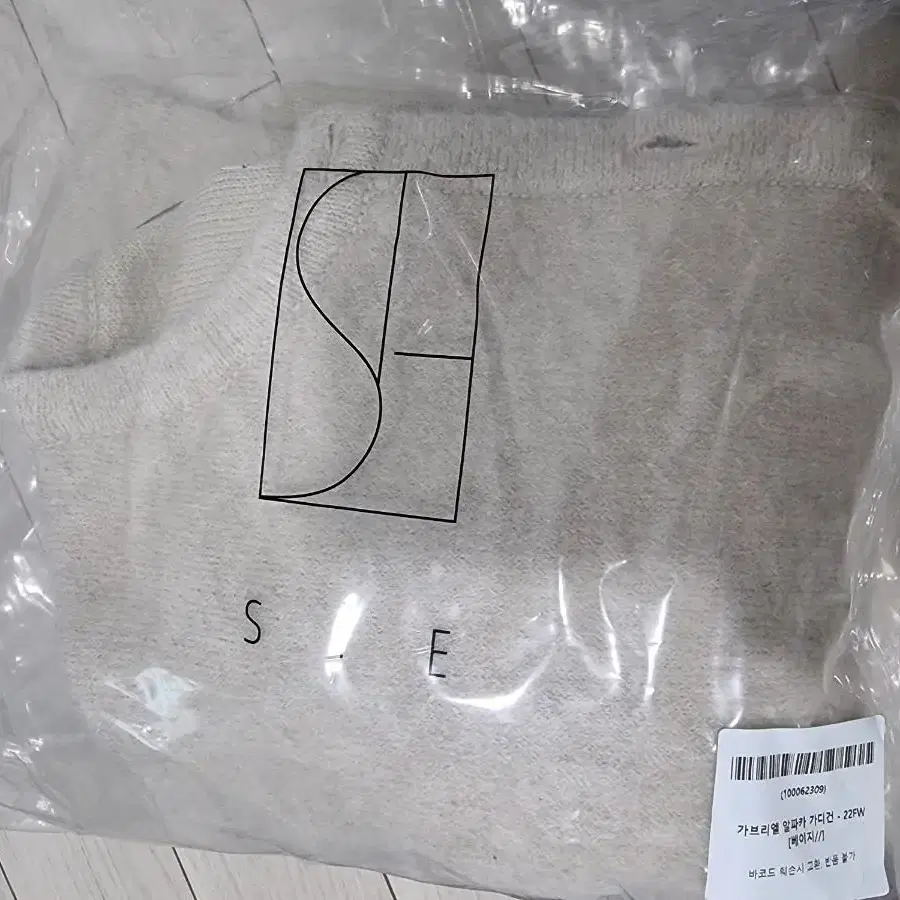 S . E
(100062309)
가브리엘 알파카 가디건 - 22FW
[베이지//]
바코드 훼손시 교환, 반품 불가